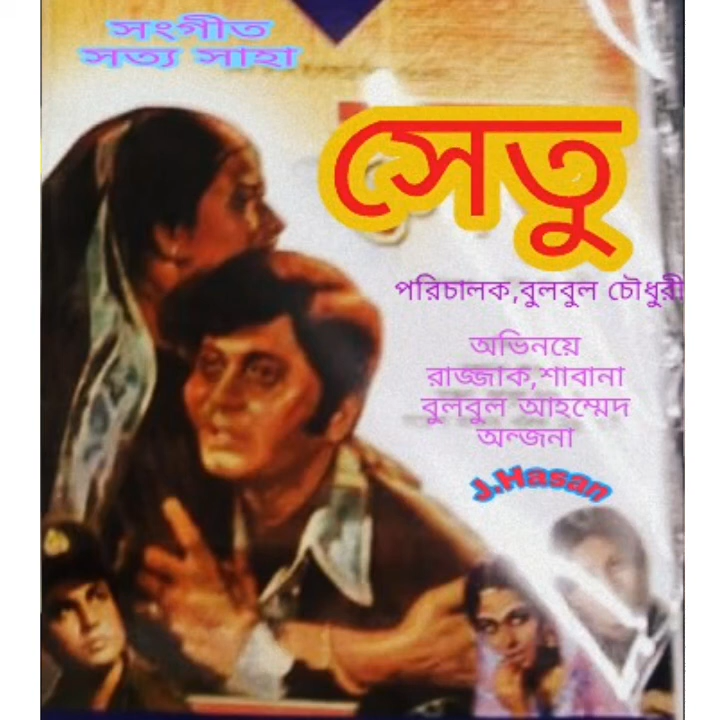 সংগীত
সত্য সাহা
সেতু
পরিচালক,বুলবুল চৌধুরী
অভিনয়ে
রাজ্জাক,শাবানা
বুলবুল আহম্মেদ
অন্জনা
J.Hasan